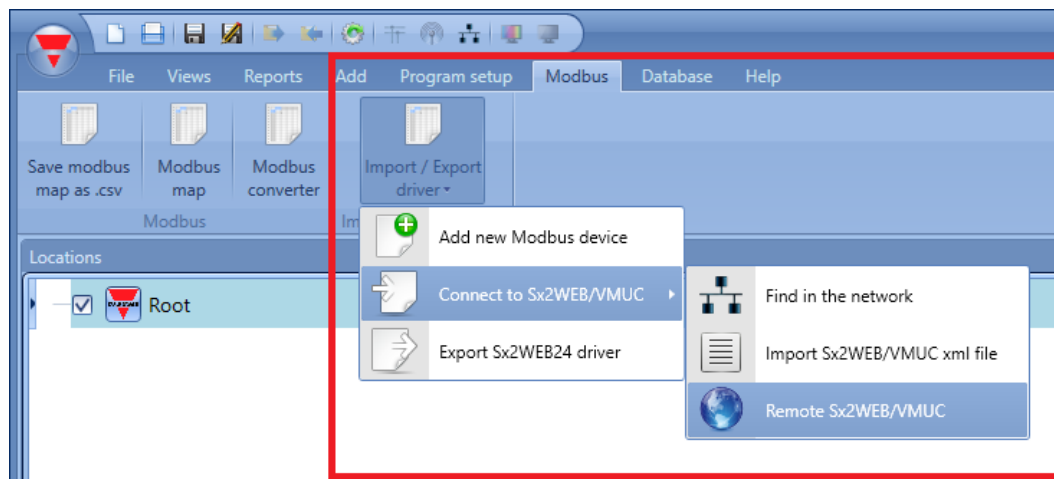 File Views Reports Add Program setup Modbus Database Help
Save modbus map as .csv
Modbus map
Modbus converter
Import / Export driver
Modbus
Im
Locations
Root
Add new Modbus device
Connect to Sx2WEB/VMUC
Export Sx2WEB24 driver
Find in the network
Import Sx2WEB/VMUC xml file
Remote Sx2WEB/VMUC